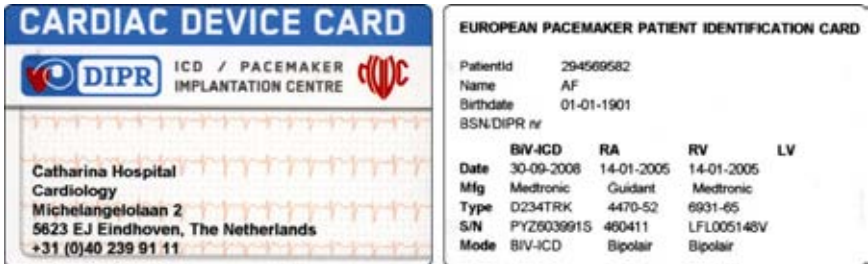 CARDIAC DEVICE CARD
DIPR
ICD / PACEMAKER
IMPLANTATION CENTRE
Catharina Hospital
Cardiology
Michelangelolaan 2
5623 EJ Eindhoven, The Netherlands
+31 (0)40 239 91 11
EUROPEAN PACEMAKER PATIENT IDENTIFICATION CARD
PatientId 294569582
Name AF
Birthdate 01-01-1901
BSN/DIPR nr
BiV-ICD RA RV LV
Date 30-09-2008 14-01-2005 14-01-2005
Mfg Medtronic Guidant Medtronic
Type D234TRK 4470-52 6931-65
S/N PYZ603991S 460411 LFL005148V
Mode BIV-ICD Bipolair Bipolair